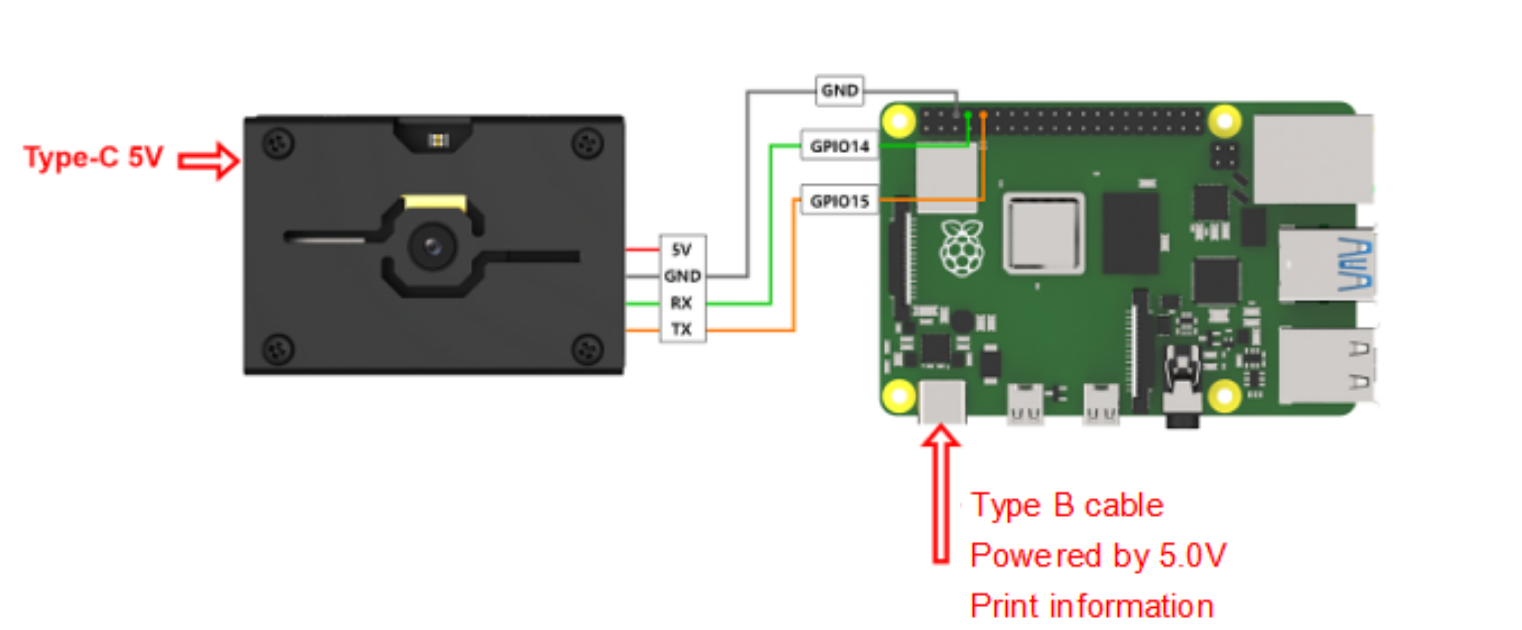 Type-C 5V
GND
GPIO14
GPIO15
5V
GND
RX
TX
Type B cable
Powered by 5.0V
Print information